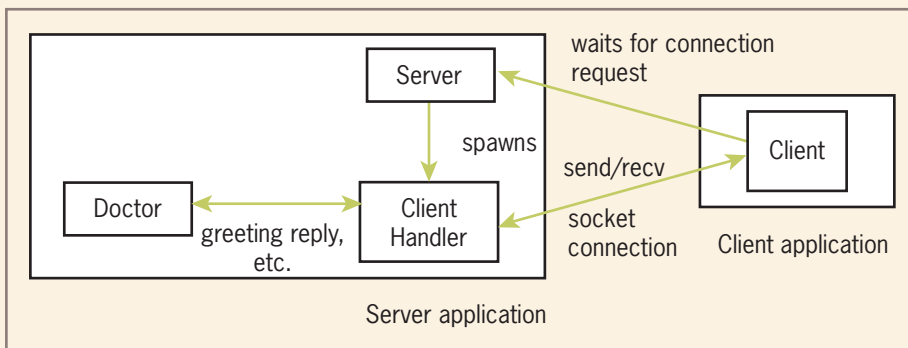 waits for connection
request
Server
Client
spawns
send/recv
Doctor
Client
Handler
greeting reply,
etc.
socket
connection
Client application
Server application